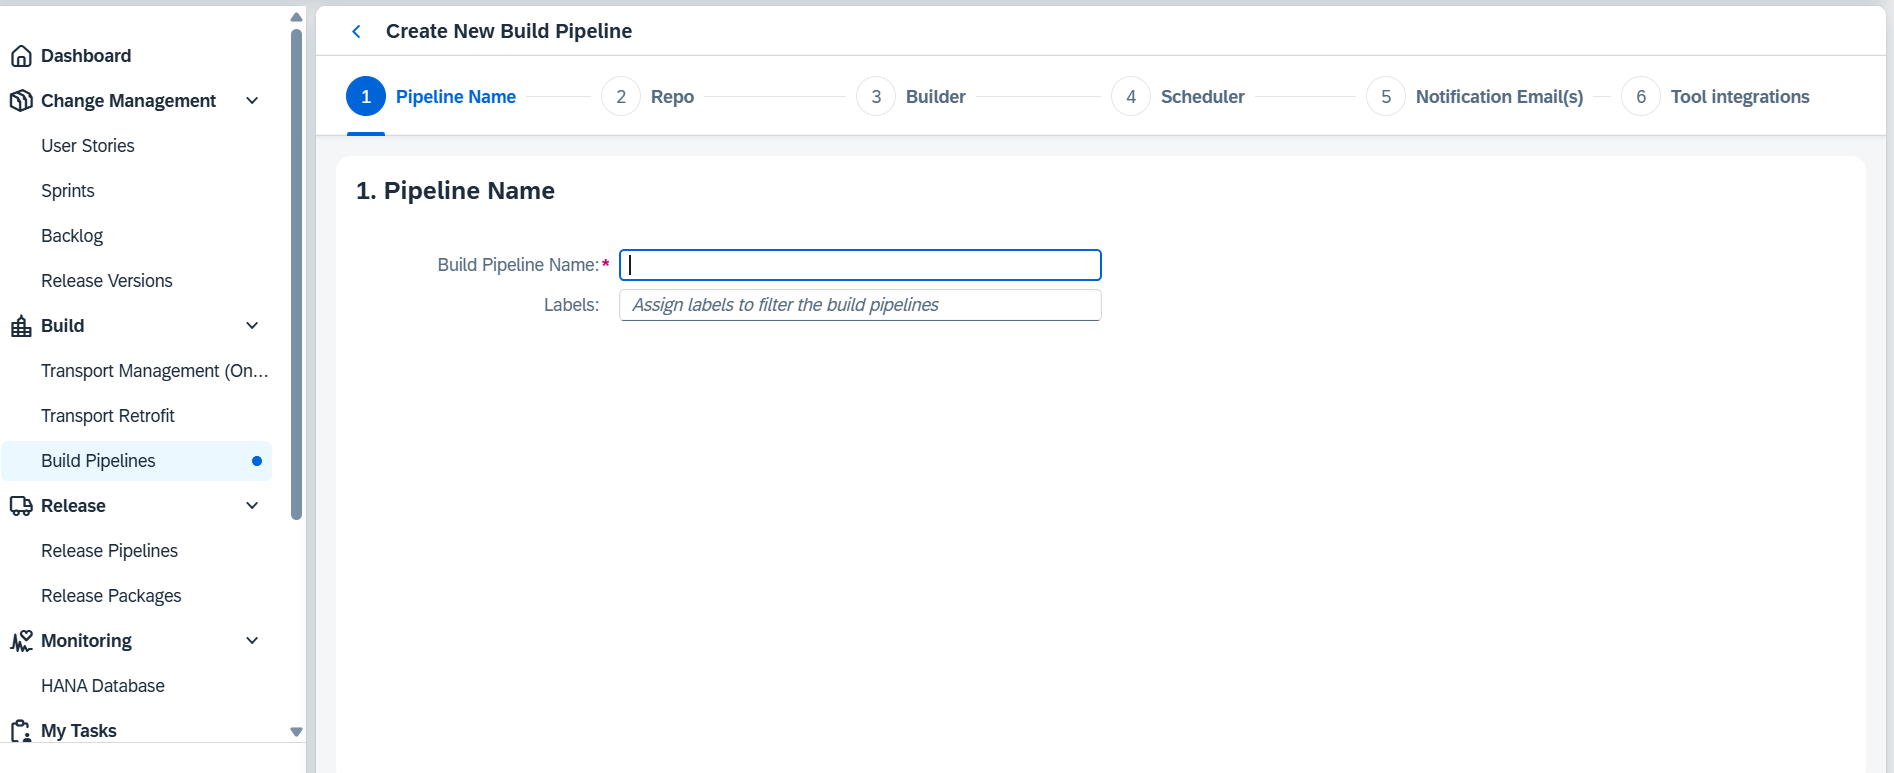 Dashboard
Change Management
User Stories
Sprints
Backlog
Release Versions
Build
Transport Management (On...
Transport Retrofit
Build Pipelines
Release
Release Pipelines
Release Packages
Monitoring
HANA Database
My Tasks
Create New Build Pipeline
1 Pipeline Name
2 Repo
3 Builder
4 Scheduler
5 Notification Email(s)
6 Tool integrations
1. Pipeline Name
Build Pipeline Name:*
Labels: Assign labels to filter the build pipelines